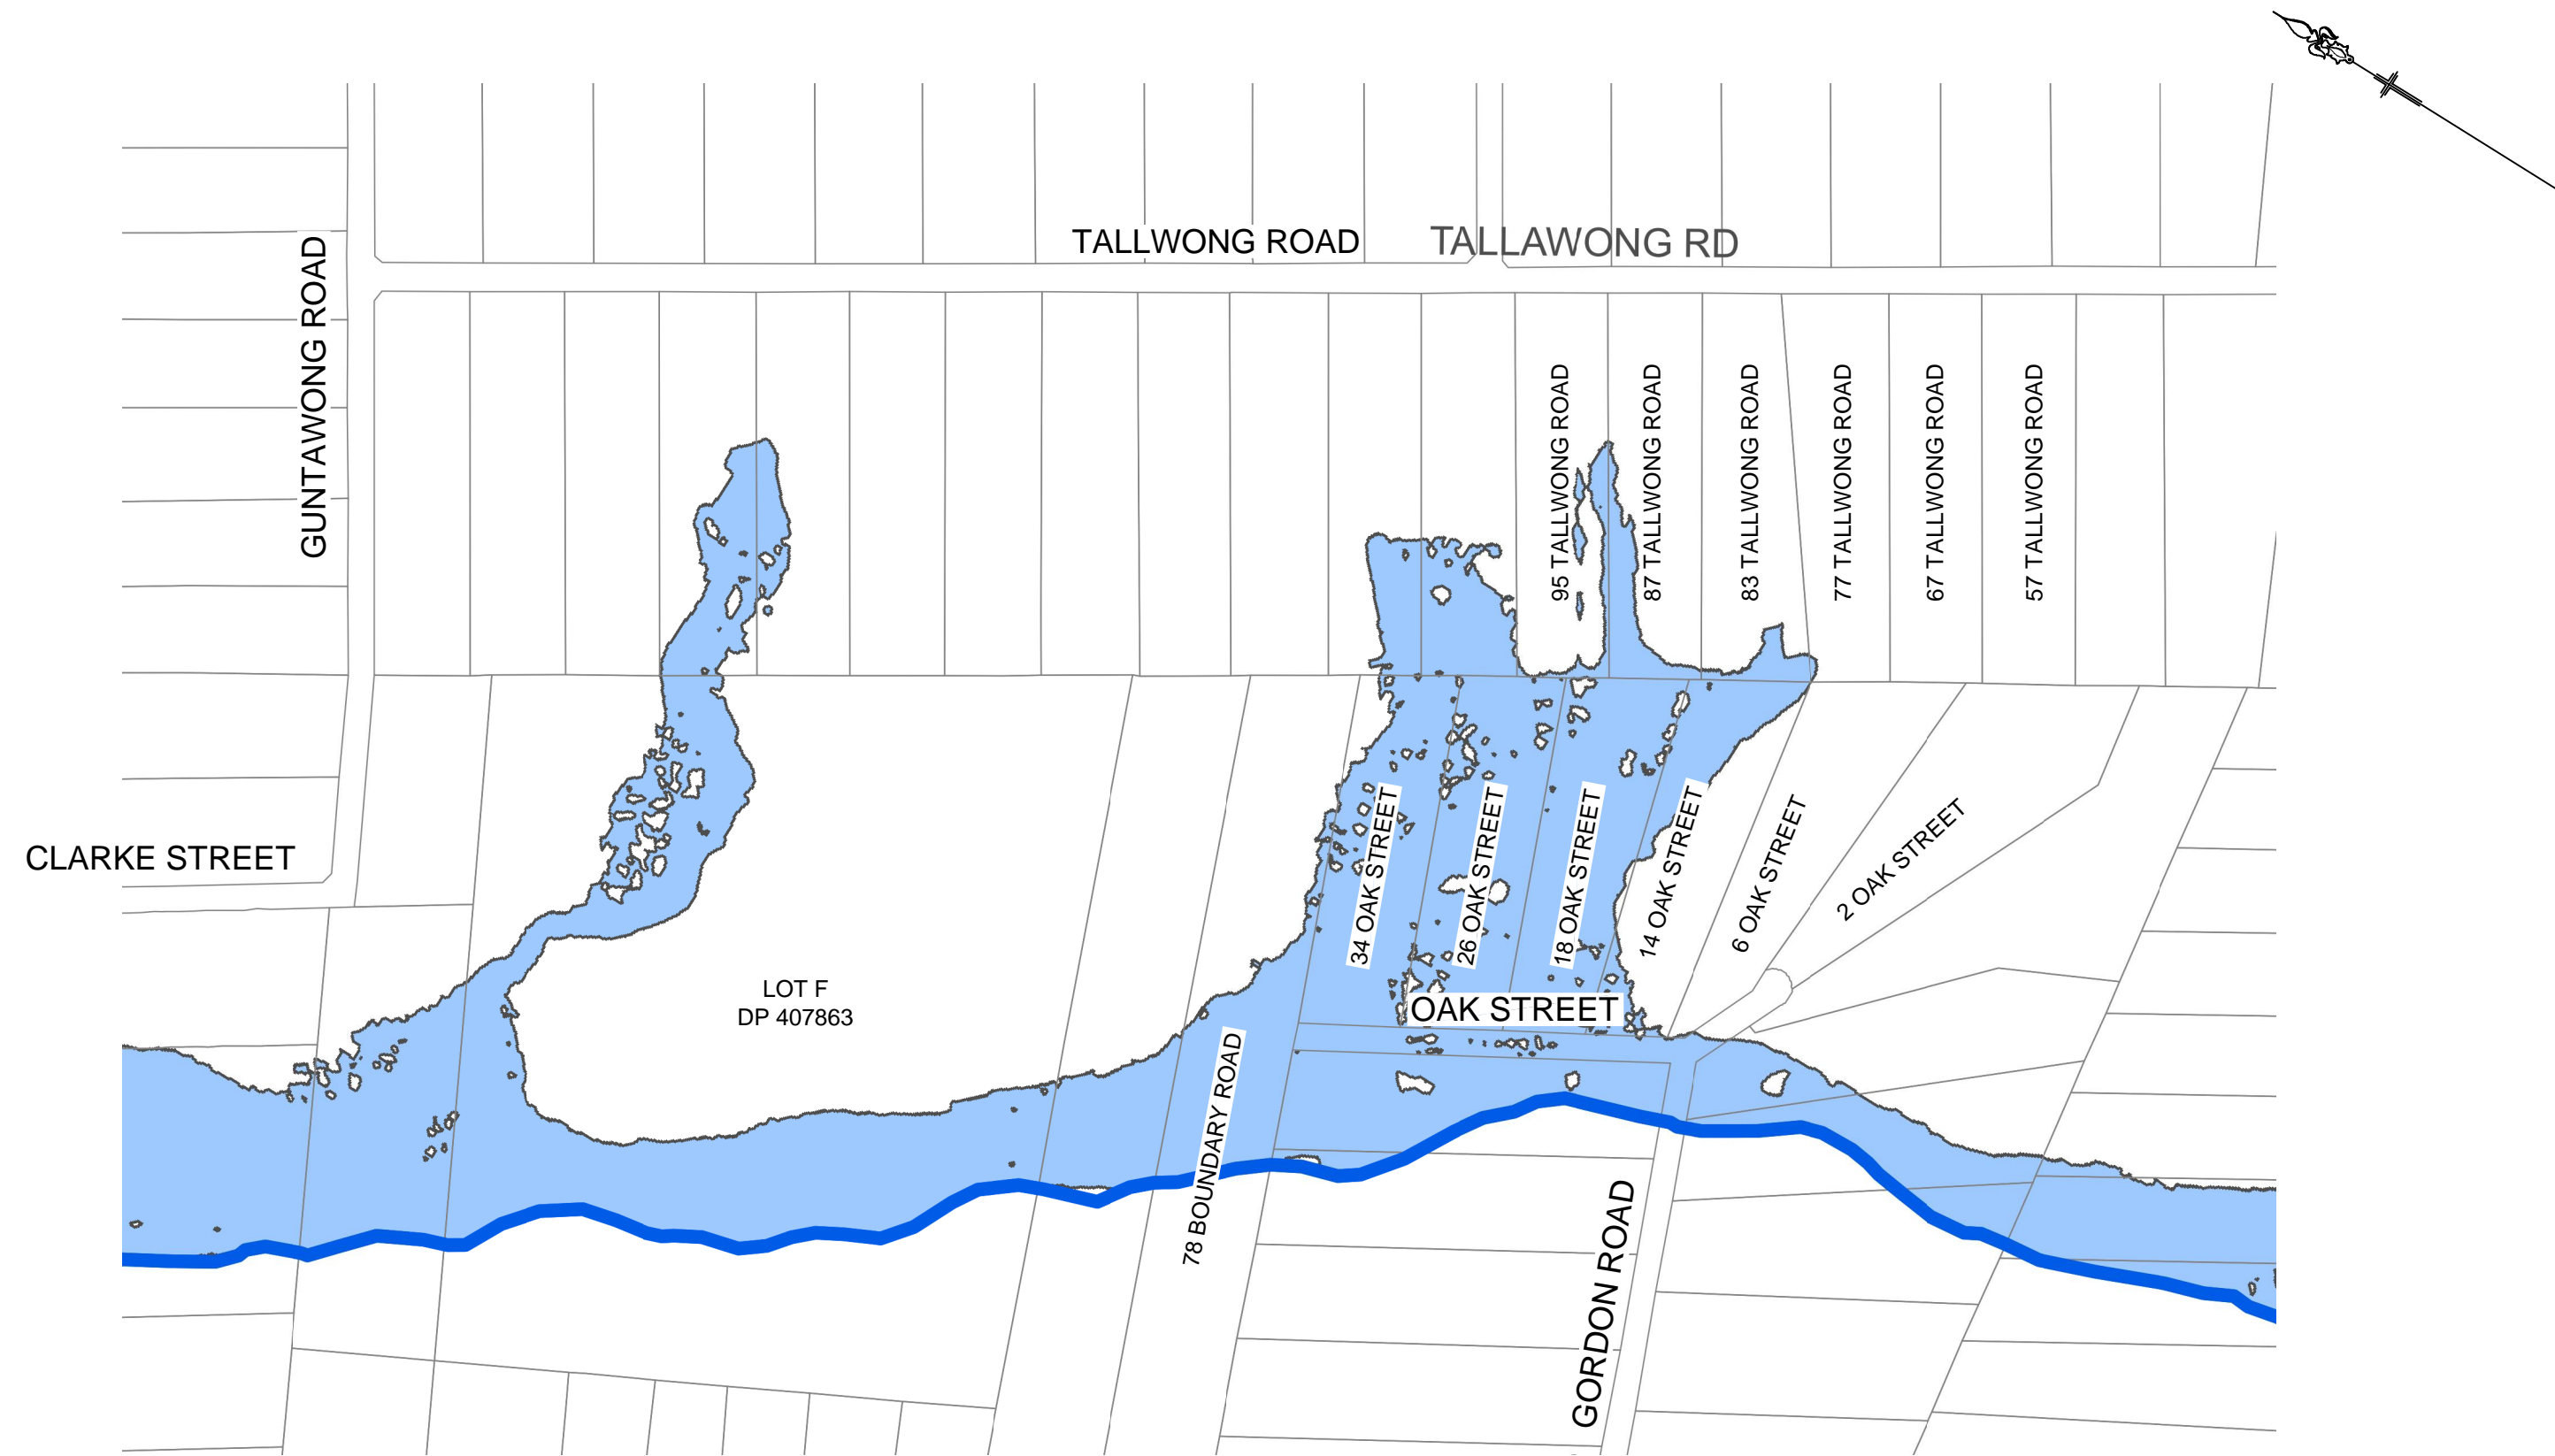 TALLWONG ROAD
TALLAWONG RD
GUNTAWONG ROAD
95 TALLWONG ROAD
87 TALLWONG ROAD
83 TALLWONG ROAD
77 TALLWONG ROAD
67 TALLWONG ROAD
57 TALLWONG ROAD
CLARKE STREET
34 OAK STREET
26 OAK STREET
18 OAK STREET
14 OAK STREET
6 OAK STREET
2 OAK STREET
LOT F
DP 407863
OAK STREET
78 BOUNDARY ROAD
GORDON ROAD